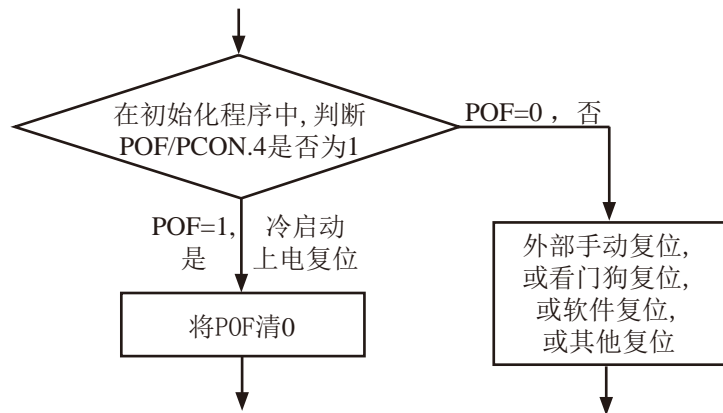 在初始化程序中,判断
POF/PCON.4是否为1
POF=0 ，否
POF=1, 冷启动
是 上电复位
将POF清0
外部手动复位,
或看门狗复位,
或软件复位,
或其他复位